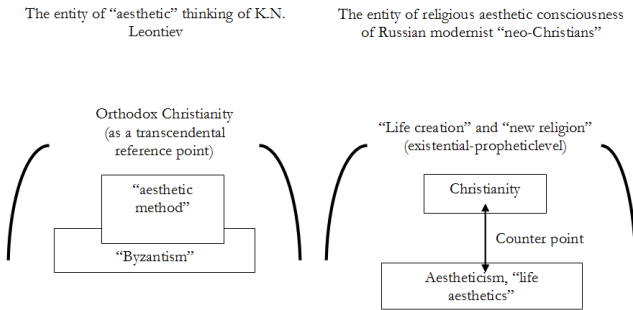 The entity of “aesthetic” thinking of K.N.
Leontiev
Orthodox Christianity
(as a transcendental
reference point)
“aesthetic
method”
“Byzantism”
The entity of religious aesthetic consciousness
of Russian modernist “neo-Christians”
“Life creation” and “new religion”
(existential-propheticlevel)
Christianity
Counter point
Aestheticism, “life
aesthetics”